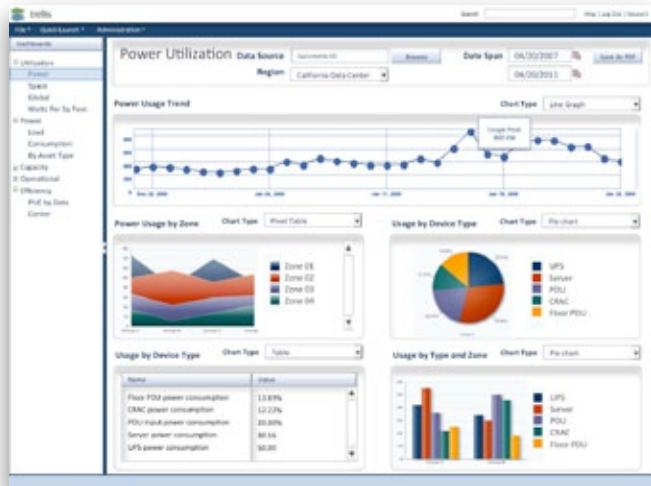 trellis
Search Help | Log Out | Account
File Quick Launch Administration
Dashboards
Utilization
Power
Space
Global
Watts Per Sq Foot
Power
Load
Consumption
By Asset Type
Capacity
Operational
Efficiency
PUE by Data
Center
Power Utilization Data Source Browse Date Span 04/20/2007 Save As PDF
Region California Data Center 04/20/2011
Power Usage Trend Chart Type Line Graph
Usage Peak
Power Usage by Zone Chart Type Pivot Table
Zone 01
Zone 02
Zone 03
Zone 04
Usage by Device Type Chart Type Pie chart
UPS
Server
PDU
CRAC
Floor PDU
Usage by Device Type Chart Type Table
Name Value
Floor PDU power consumption 13.89%
CRAC power consumption 12.22%
PDU input power consumption 20.00%
Server power consumption 30.56
UPS power consumption 50.00
Usage by Type and Zone Chart Type Pie chart
UPS
Server
PDU
CRAC
Floor PDU